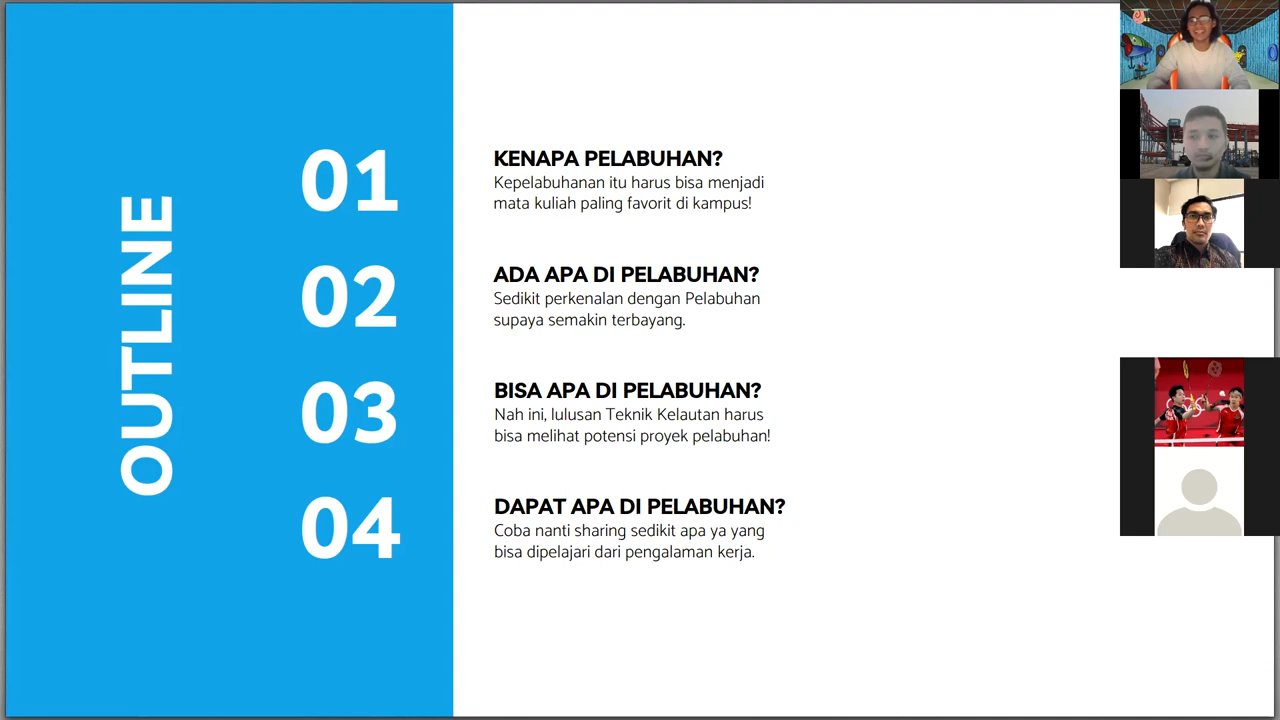 OUTLINE
01
KENAPA PELABUHAN?
Kepelabuhanan itu harus bisa menjadi
mata kuliah paling favorit di kampus!
02
ADA APA DI PELABUHAN?
Sedikit perkenalan dengan Pelabuhan
supaya semakin terbayang.
03
BISA APA DI PELABUHAN?
Nah ini, lulusan Teknik Kelautan harus
bisa melihat potensi proyek pelabuhan!
04
DAPAT APA DI PELABUHAN?
Coba nanti sharing sedikit apa ya yang
bisa dipelajari dari pengalaman kerja.